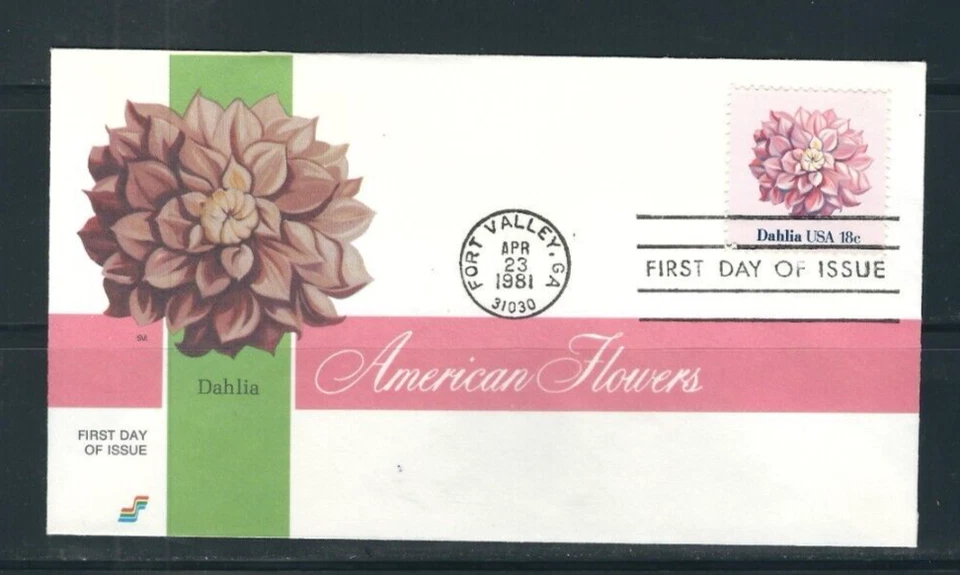 Dahlia USA 18c
FORT VALLEY, GA
APR
23
1981
31030
FIRST DAY OF ISSUE
SM
American Flowers
Dahlia
FIRST DAY
OF ISSUE